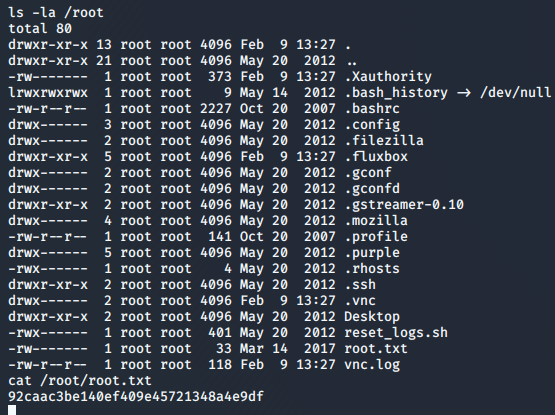 ls -la /root
total 80
drwxr-xr-x 13 root root 4096 Feb  9 13:27 .
drwxr-xr-x 21 root root 4096 May 20  2012 ..
-rw-------  1 root root  373 Feb  9 13:27 .Xauthority
lrwxrwxrwx  1 root root    9 May 14  2012 .bash_history -> /dev/null
-rw-r--r--  1 root root 2227 Oct 20  2007 .bashrc
drwx------  3 root root 4096 May 20  2012 .config
drwx------  2 root root 4096 May 20  2012 .filezilla
drwxr-xr-x  5 root root 4096 Feb  9 13:27 .fluxbox
drwx------  2 root root 4096 May 20  2012 .gconf
drwx------  2 root root 4096 May 20  2012 .gconfd
drwxr-xr-x  2 root root 4096 May 20  2012 .gstreamer-0.10
drwx------  4 root root 4096 May 20  2012 .mozilla
-rw-r--r--  1 root root  141 Oct 20  2007 .profile
drwx------  5 root root 4096 May 20  2012 .purple
-rwx------  1 root root    4 May 20  2012 .rhosts
drwxr-xr-x  2 root root 4096 May 20  2012 .ssh
drwx------  2 root root 4096 Feb  9 13:27 .vnc
drwxr-xr-x  2 root root 4096 May 20  2012 Desktop
-rwx------  1 root root  401 May 20  2012 reset_logs.sh
-rw-------  1 root root   33 Mar 14  2017 root.txt
-rw-r--r--  1 root root  118 Feb  9 13:27 vnc.log
cat /root/root.txt
92caac3be140ef409e45721348a4e9df